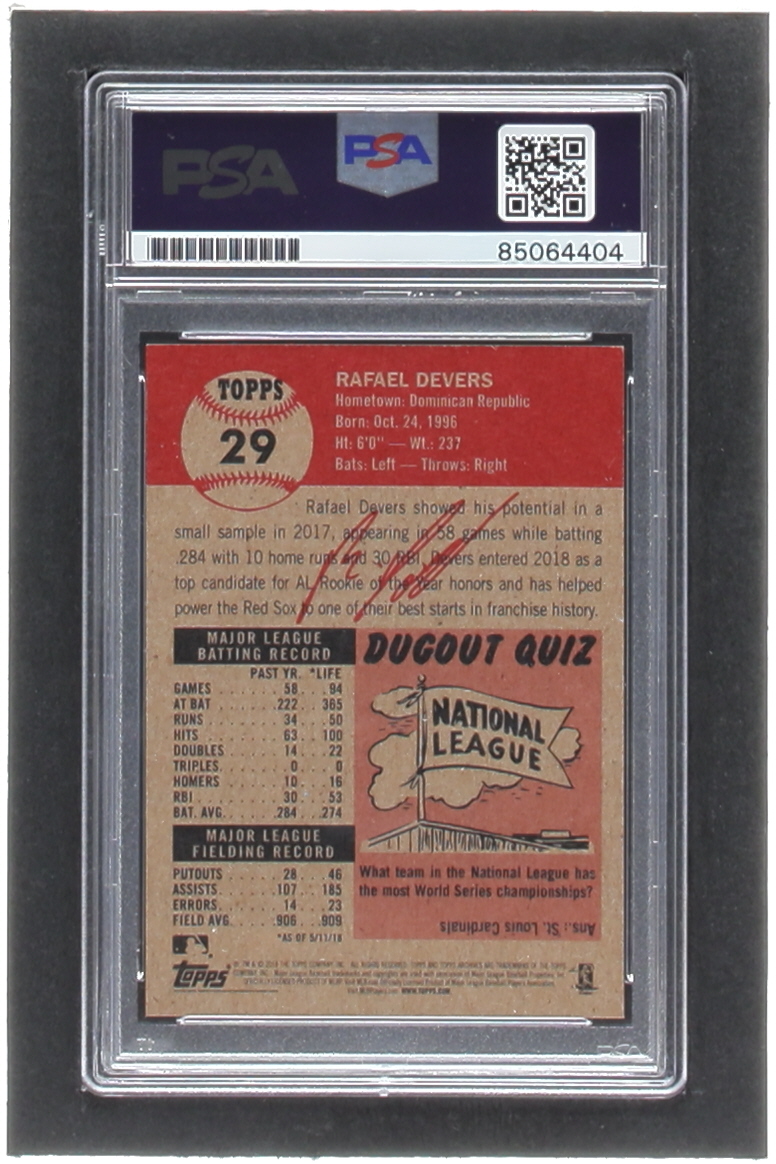 PSA PSA
85064404
TOPPS
29
RAFAEL DEVERS
Hometown: Dominican Republic
Born: Oct. 24, 1996
Ht: 6'0" — Wt.: 237
Bats: Left — Throws: Right
Rafael Devers showed his potential in a
small sample in 2017, appearing in 58 games while batting
.284 with 10 home runs and 30 RBI. Devers entered 2018 as a
top candidate for AL Rookie of the Year honors and has helped
power the Red Sox to one of their best starts in franchise history.
MAJOR LEAGUE
BATTING RECORD
PAST YR. *LIFE
GAMES 58 94
AT BAT 222 365
RUNS 34 50
HITS 63 100
DOUBLES 14 22
TRIPLES 0 0
HOMERS 10 16
RBI 30 53
BAT. AVG. .284 .274
MAJOR LEAGUE
FIELDING RECORD
PUTOUTS 28 46
ASSISTS 107 185
ERRORS 14 23
FIELD AVG. .906 .909
*AS OF 5/11/18
DUGOUT QUIZ
NATIONAL
LEAGUE
What team in the National League has
the most World Series championships?
Ans.: St. Louis Cardinals
topps
WWW.TOPPS.COM
PSA